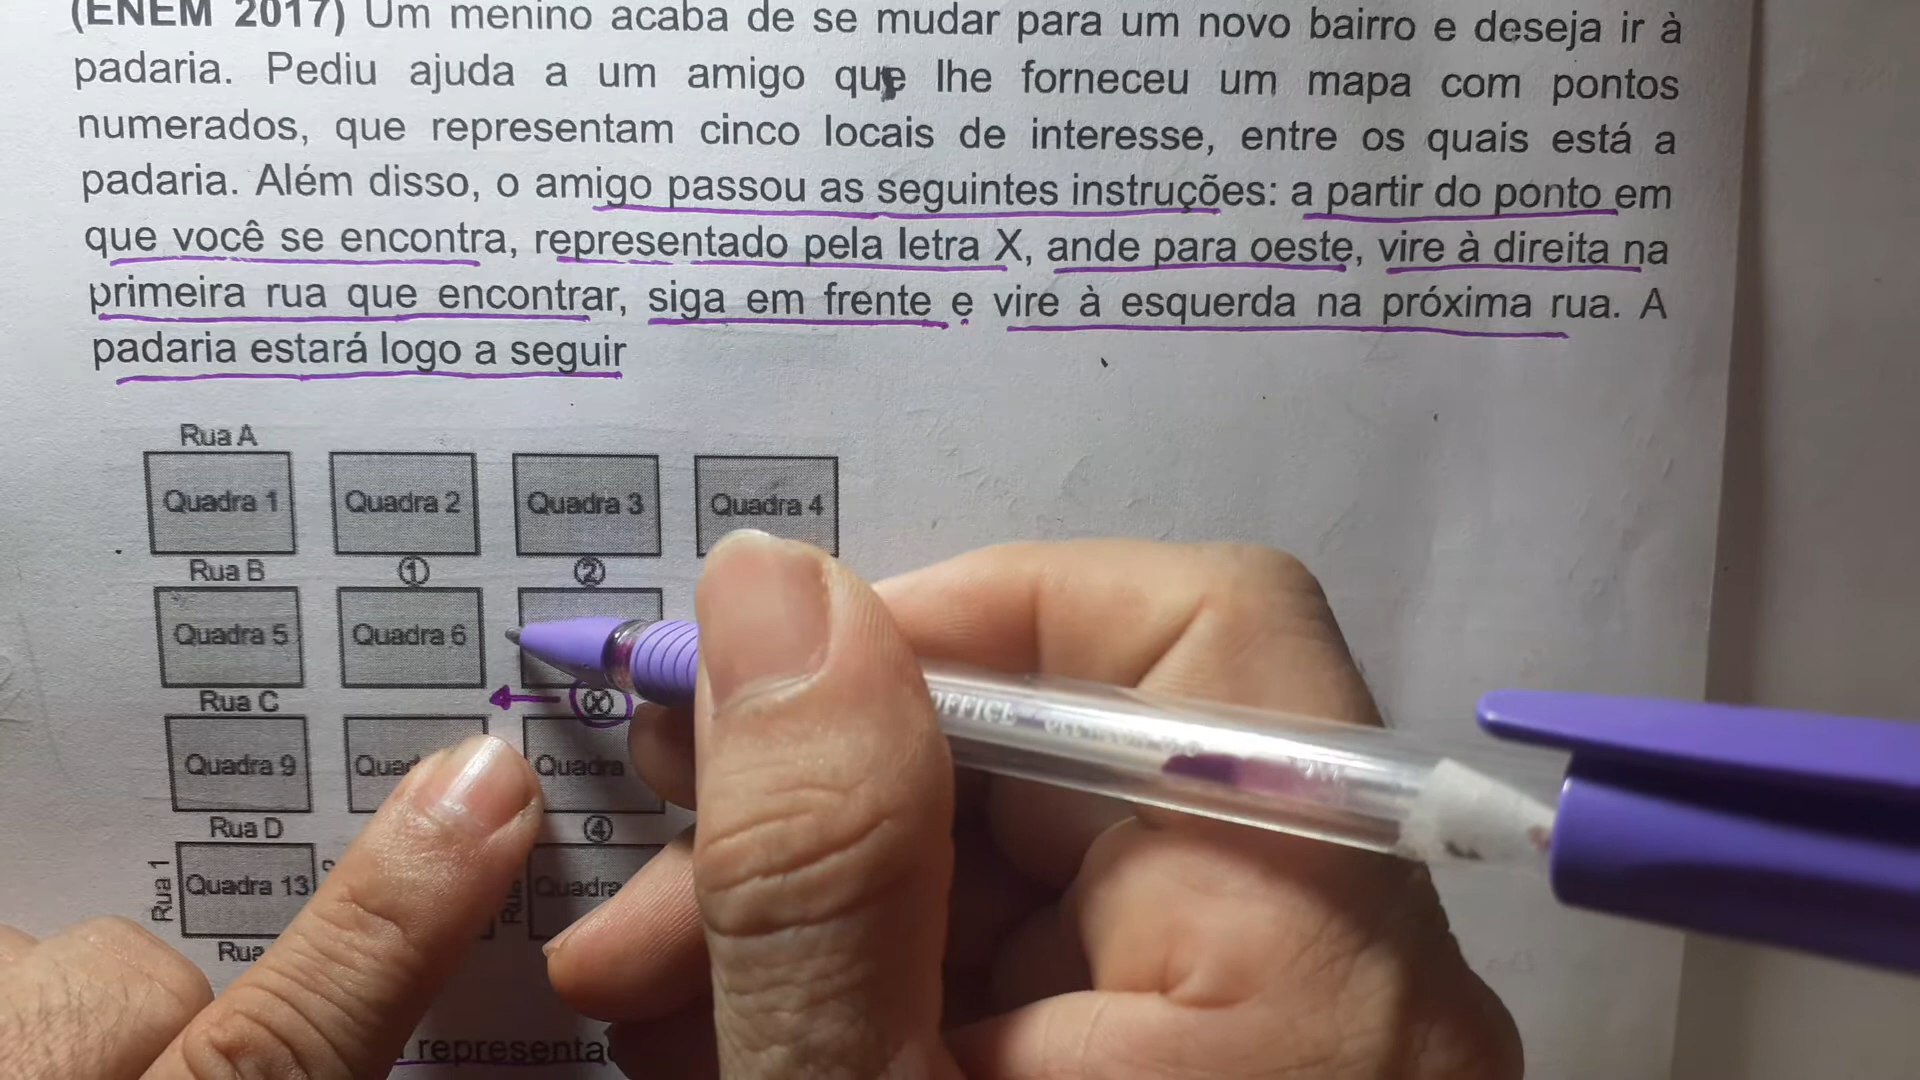 (ENEM 2017) Um menino acaba de se mudar para um novo bairro e deseja ir à
padaria. Pediu ajuda a um amigo que lhe forneceu um mapa com pontos
numerados, que representam cinco locais de interesse, entre os quais está a
padaria. Além disso, o amigo passou as seguintes instruções: a partir do ponto em
que você se encontra, representado pela letra X, ande para oeste, vire à direita na
primeira rua que encontrar, siga em frente e vire à esquerda na próxima rua. A
padaria estará logo a seguir
Rua A
Quadra 1 Quadra 2 Quadra 3 Quadra 4
Rua B 1 2
Quadra 5 Quadra 6
Rua C X
Quadra 9 Quadra
Rua D 4
Rua 1 Quadra 13